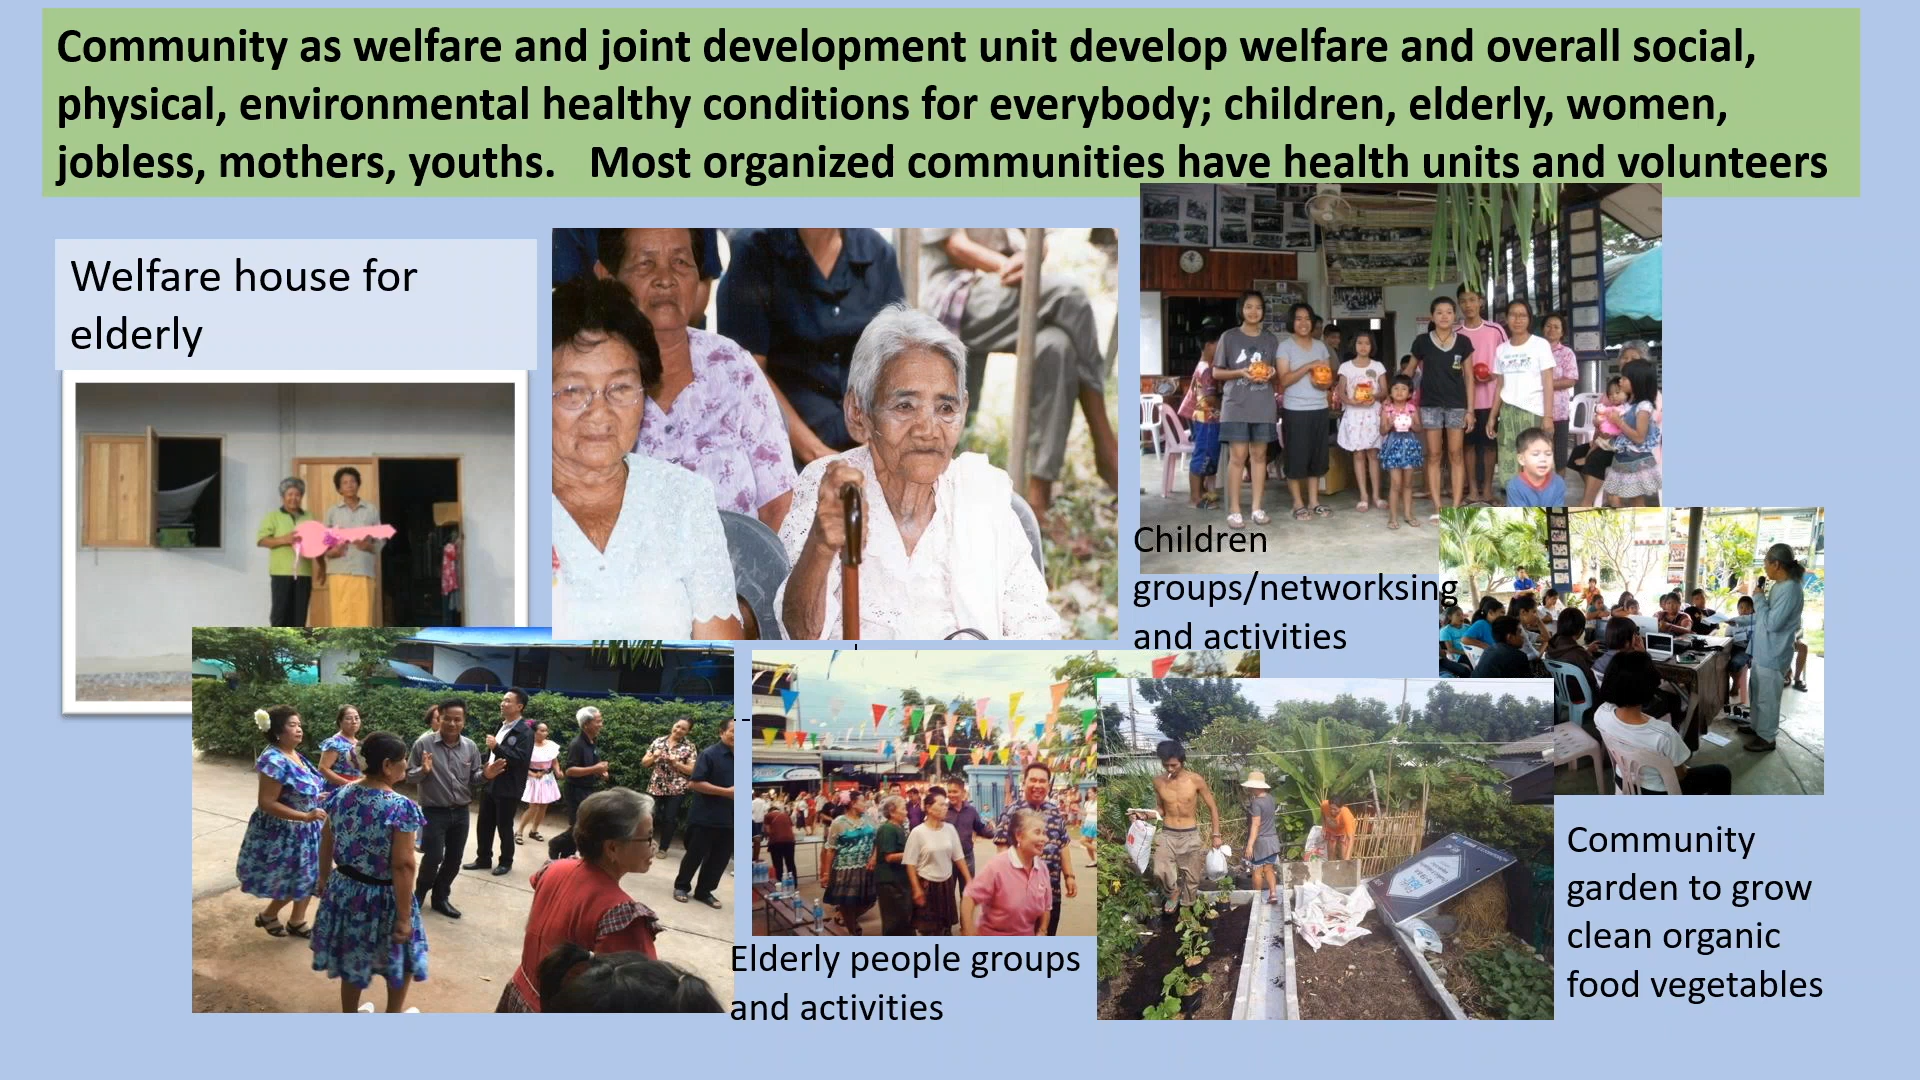 Community as welfare and joint development unit develop welfare and overall social,
physical, environmental healthy conditions for everybody; children, elderly, women,
jobless, mothers, youths.   Most organized communities have health units and volunteers
Welfare house for
elderly
Children
groups/networksing
and activities
Elderly people groups
and activities
Community
garden to grow
clean organic
food vegetables